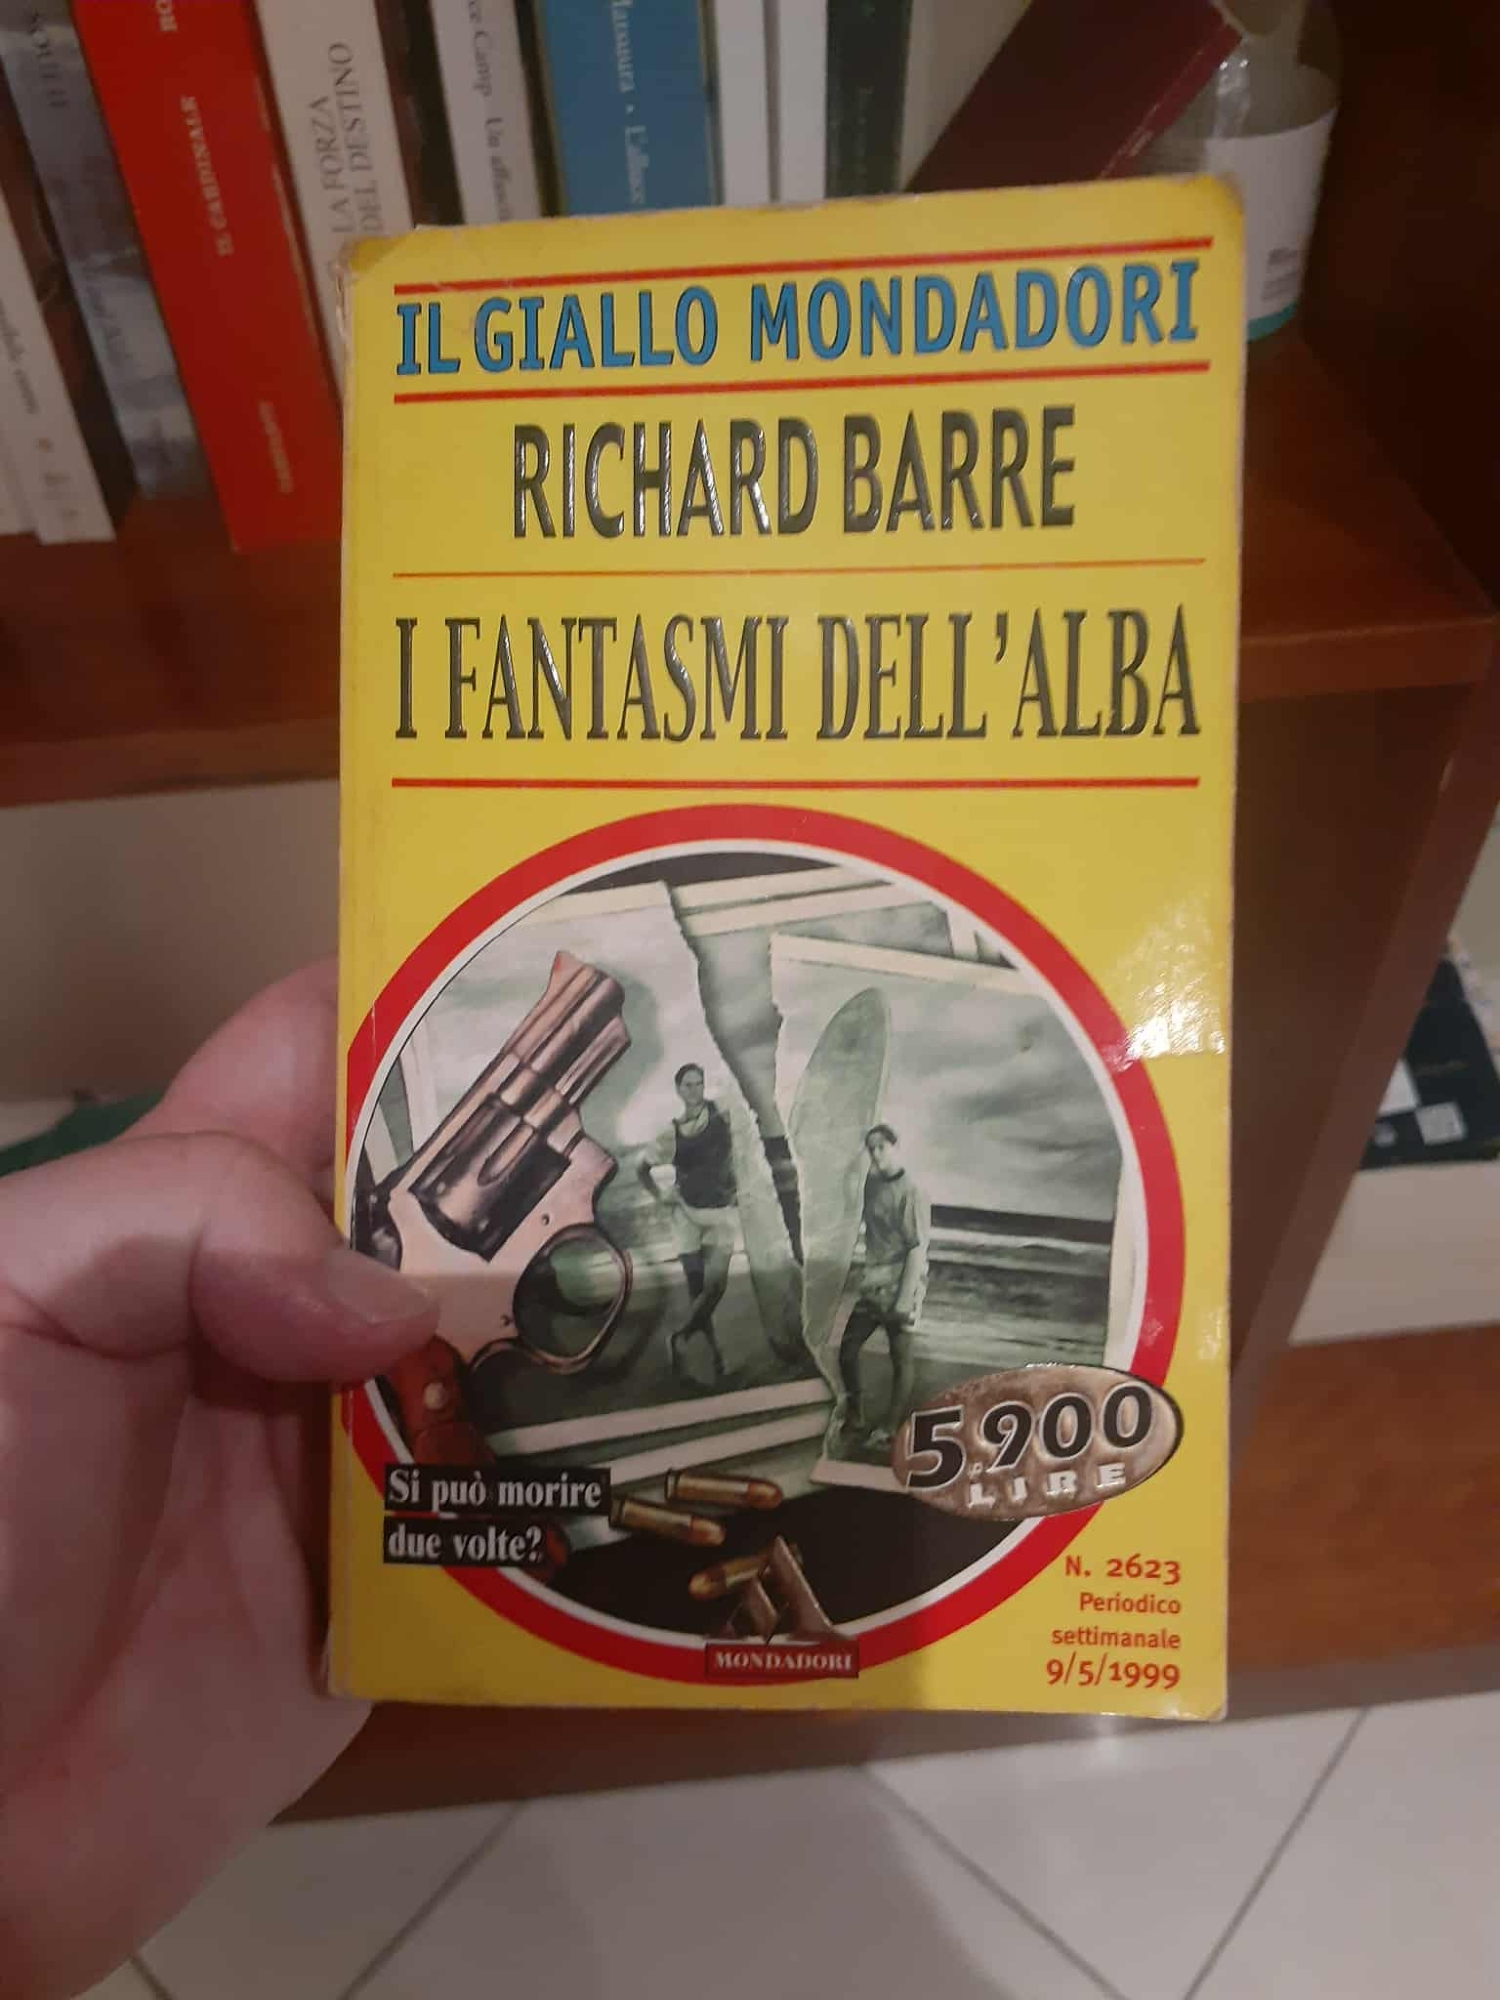 IL CARDINALE
LA FORZA
DEL DESTINO
IL GIALLO MONDADORI
RICHARD BARRE
I FANTASMI DELL'ALBA
5.900
LIRE
Si può morire
due volte?
MONDADORI
N. 2623
Periodico
settimanale
9/5/1999